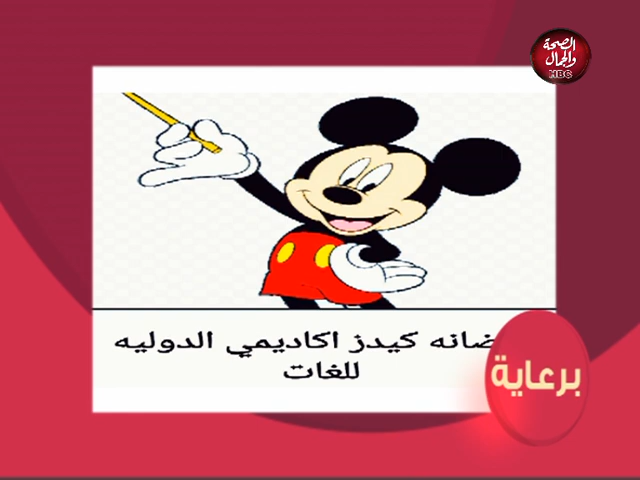 الصحة
والجمال
HBC
ضانه كيدز اكاديمي الدوليه
للغات
برعاية